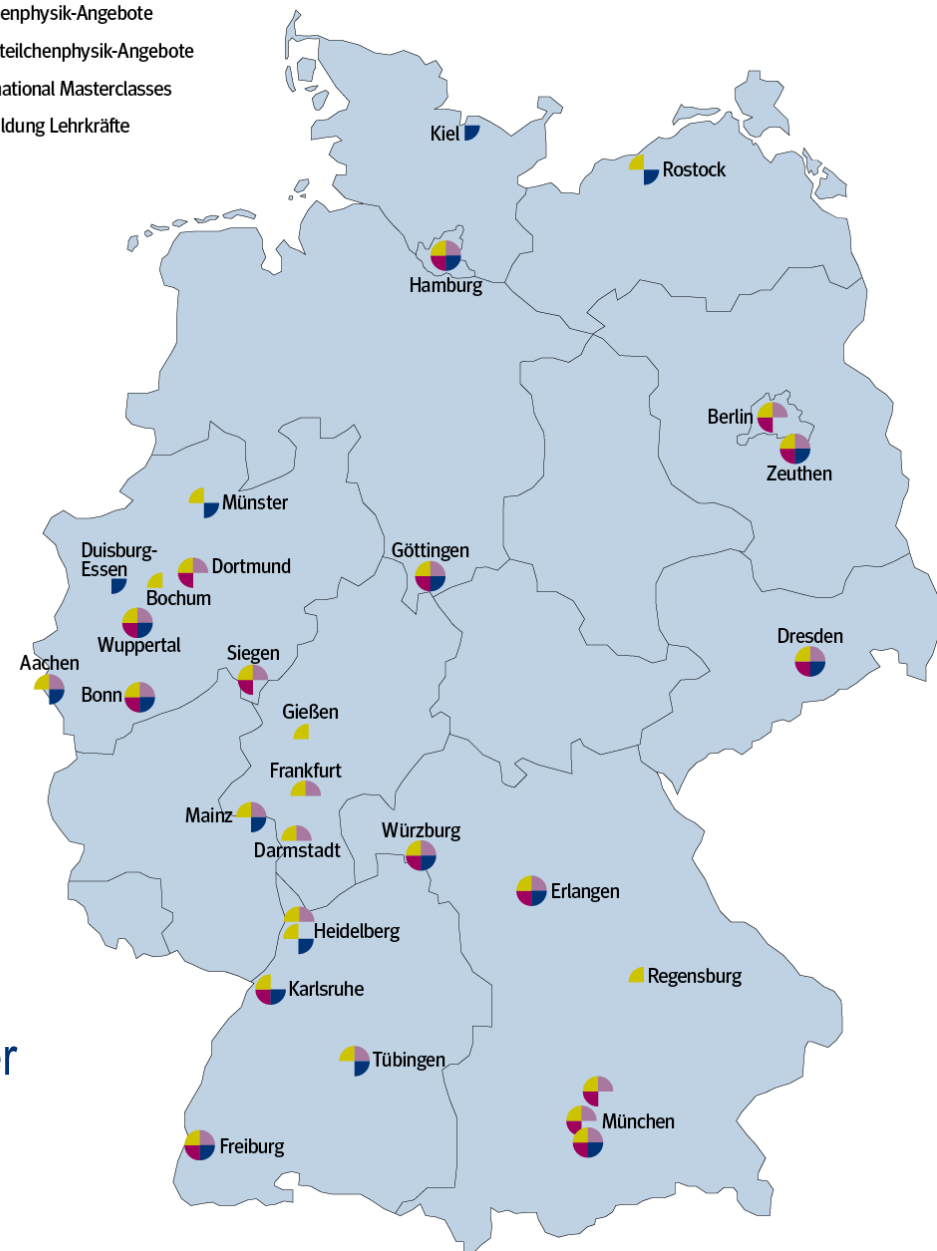 enphysik-Angebote
teilchenphysik-Angebote
national Masterclasses
ldung Lehrkräfte
Kiel
Rostock
Hamburg
Berlin
Zeuthen
Münster
Duisburg-
Essen
Dortmund
Bochum
Göttingen
Wuppertal
Dresden
Siegen
Aachen
Bonn
Gießen
Frankfurt
Mainz
Darmstadt
Würzburg
Erlangen
Heidelberg
Regensburg
Karlsruhe
er
Tübingen
München
Freiburg